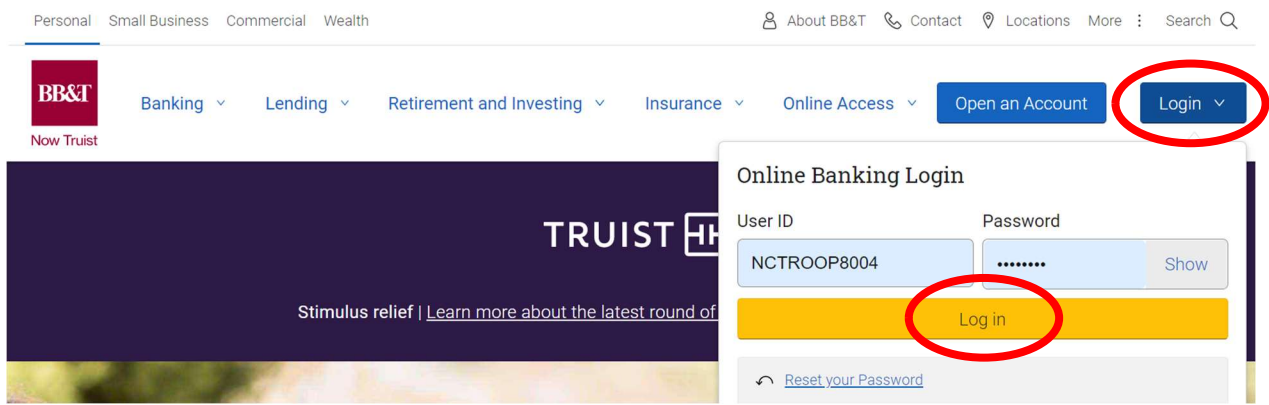 Personal Small Business Commercial Wealth About BB&T Contact Locations More Search
BB&T
Now Truist
Banking Lending Retirement and Investing Insurance Online Access Open an Account Login
Online Banking Login
User ID Password
NCTROOP8004 •••••••• Show
TRUIST
Log in
Stimulus relief | Learn more about the latest round of
Reset your Password